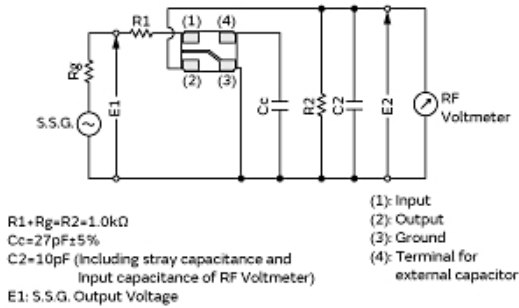 R1
(1)
(4)
Rg
(2)
(3)
S.S.G.
E1
Cc
R2
C2
E2
RF
Voltmeter
R1+Rg=R2=1.0kΩ
Cc=27pF±5%
C2=10pF (Including stray capacitance and
Input capacitance of RF Voltmeter)
E1: S.S.G. Output Voltage
(1): Input
(2): Output
(3): Ground
(4): Terminal for
external capacitor